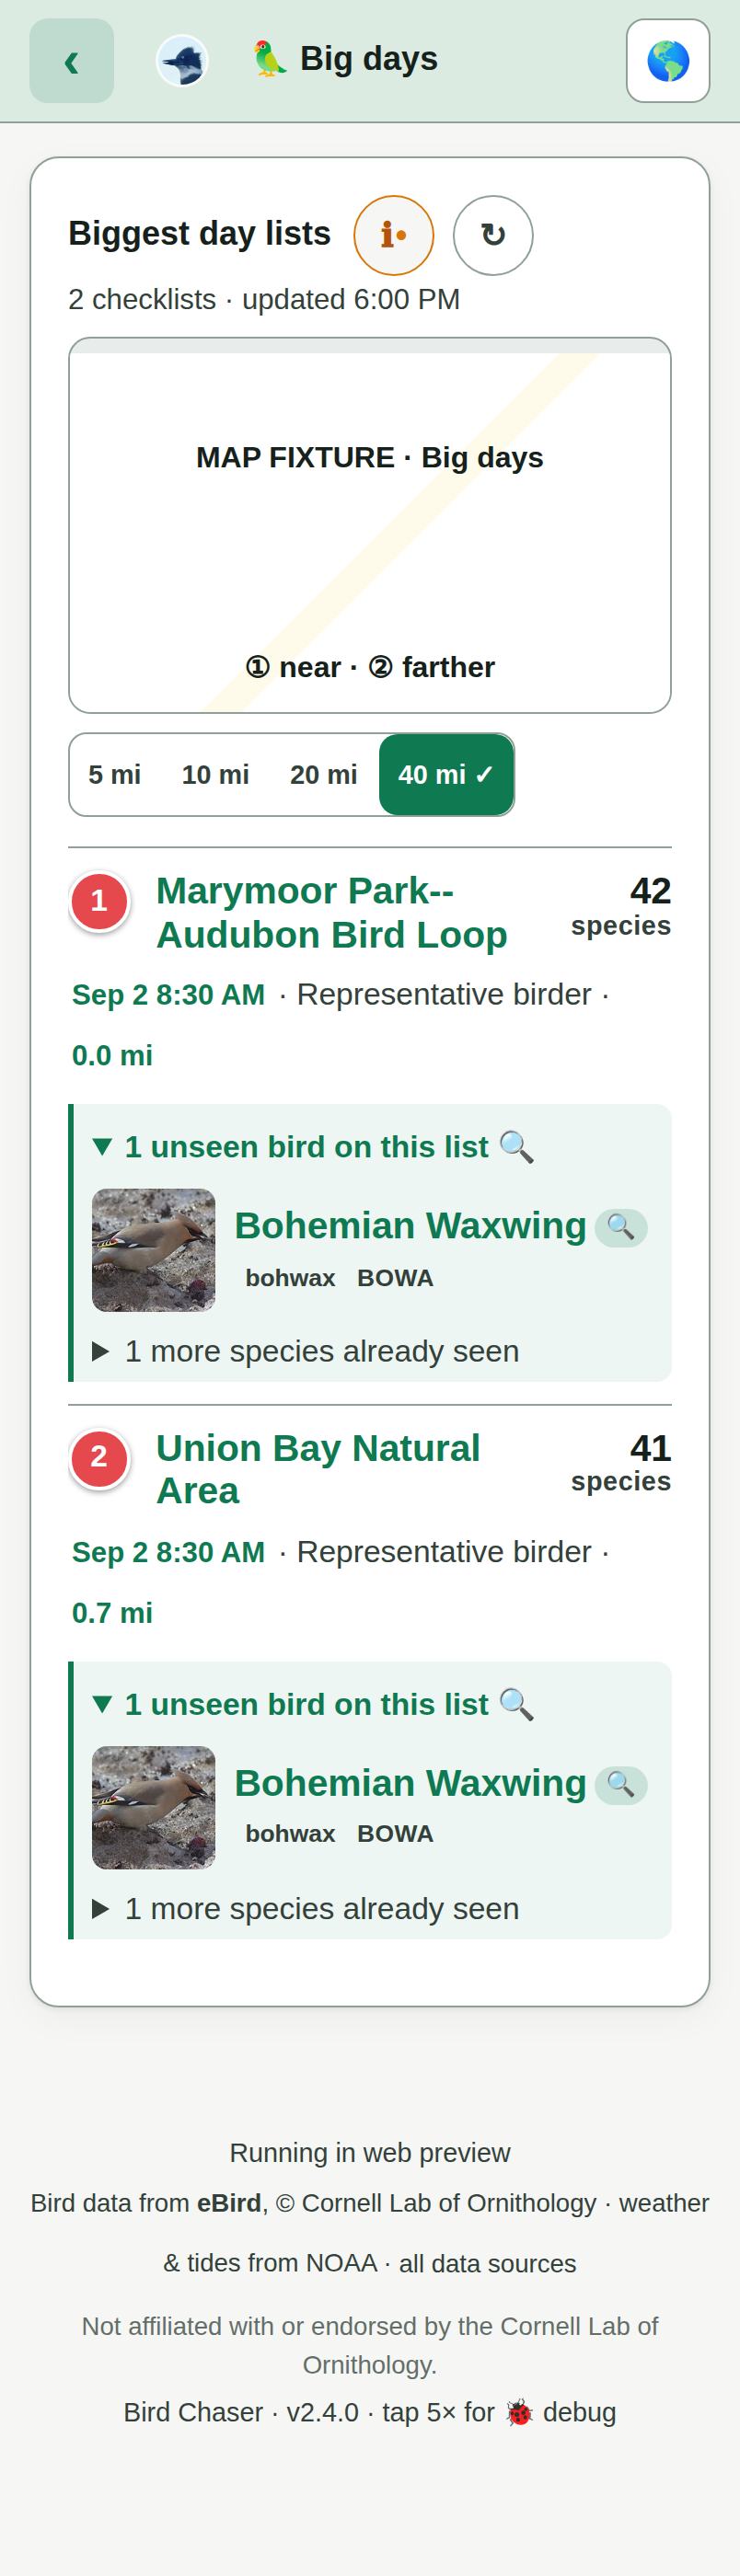 ‹ 🦜 Big days 🌎
Biggest day lists ℹ• ↻
2 checklists · updated 6:00 PM
MAP FIXTURE · Big days
① near · ② farther
5 mi 10 mi 20 mi 40 mi ✓
1 Marymoor Park-- 42
Audubon Bird Loop species
Sep 2 8:30 AM · Representative birder ·
0.0 mi
▼ 1 unseen bird on this list 🔍
Bohemian Waxwing 🔍
bohwax BOWA
▶ 1 more species already seen
2 Union Bay Natural 41
Area species
Sep 2 8:30 AM · Representative birder ·
0.7 mi
▼ 1 unseen bird on this list 🔍
Bohemian Waxwing 🔍
bohwax BOWA
▶ 1 more species already seen
Running in web preview
Bird data from eBird, © Cornell Lab of Ornithology · weather
& tides from NOAA · all data sources
Not affiliated with or endorsed by the Cornell Lab of
Ornithology.
Bird Chaser · v2.4.0 · tap 5× for 🐞 debug